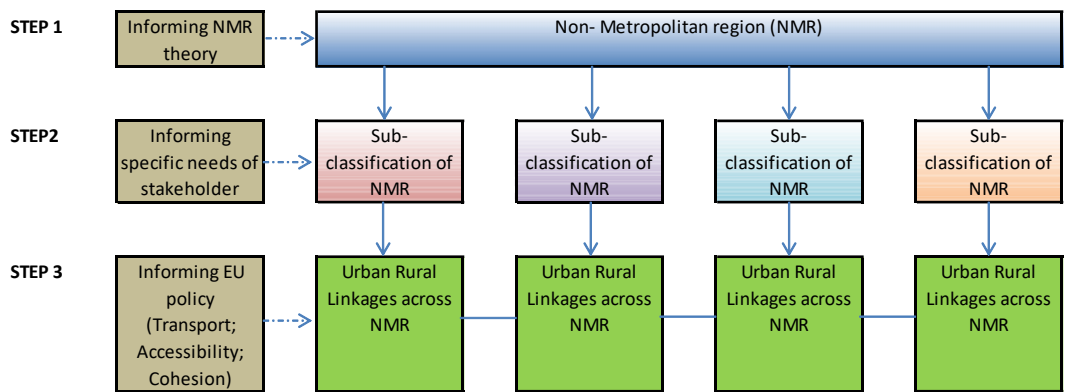 STEP 1
Informing NMR
theory
Non- Metropolitan region (NMR)
STEP2
Informing
specific needs of
stakeholder
Sub-
classification of
NMR
Sub-
classification of
NMR
Sub-
classification of
NMR
Sub-
classification of
NMR
STEP 3
Informing EU
policy
(Transport;
Accessibility;
Cohesion)
Urban Rural
Linkages across
NMR
Urban Rural
Linkages across
NMR
Urban Rural
Linkages across
NMR
Urban Rural
Linkages across
NMR